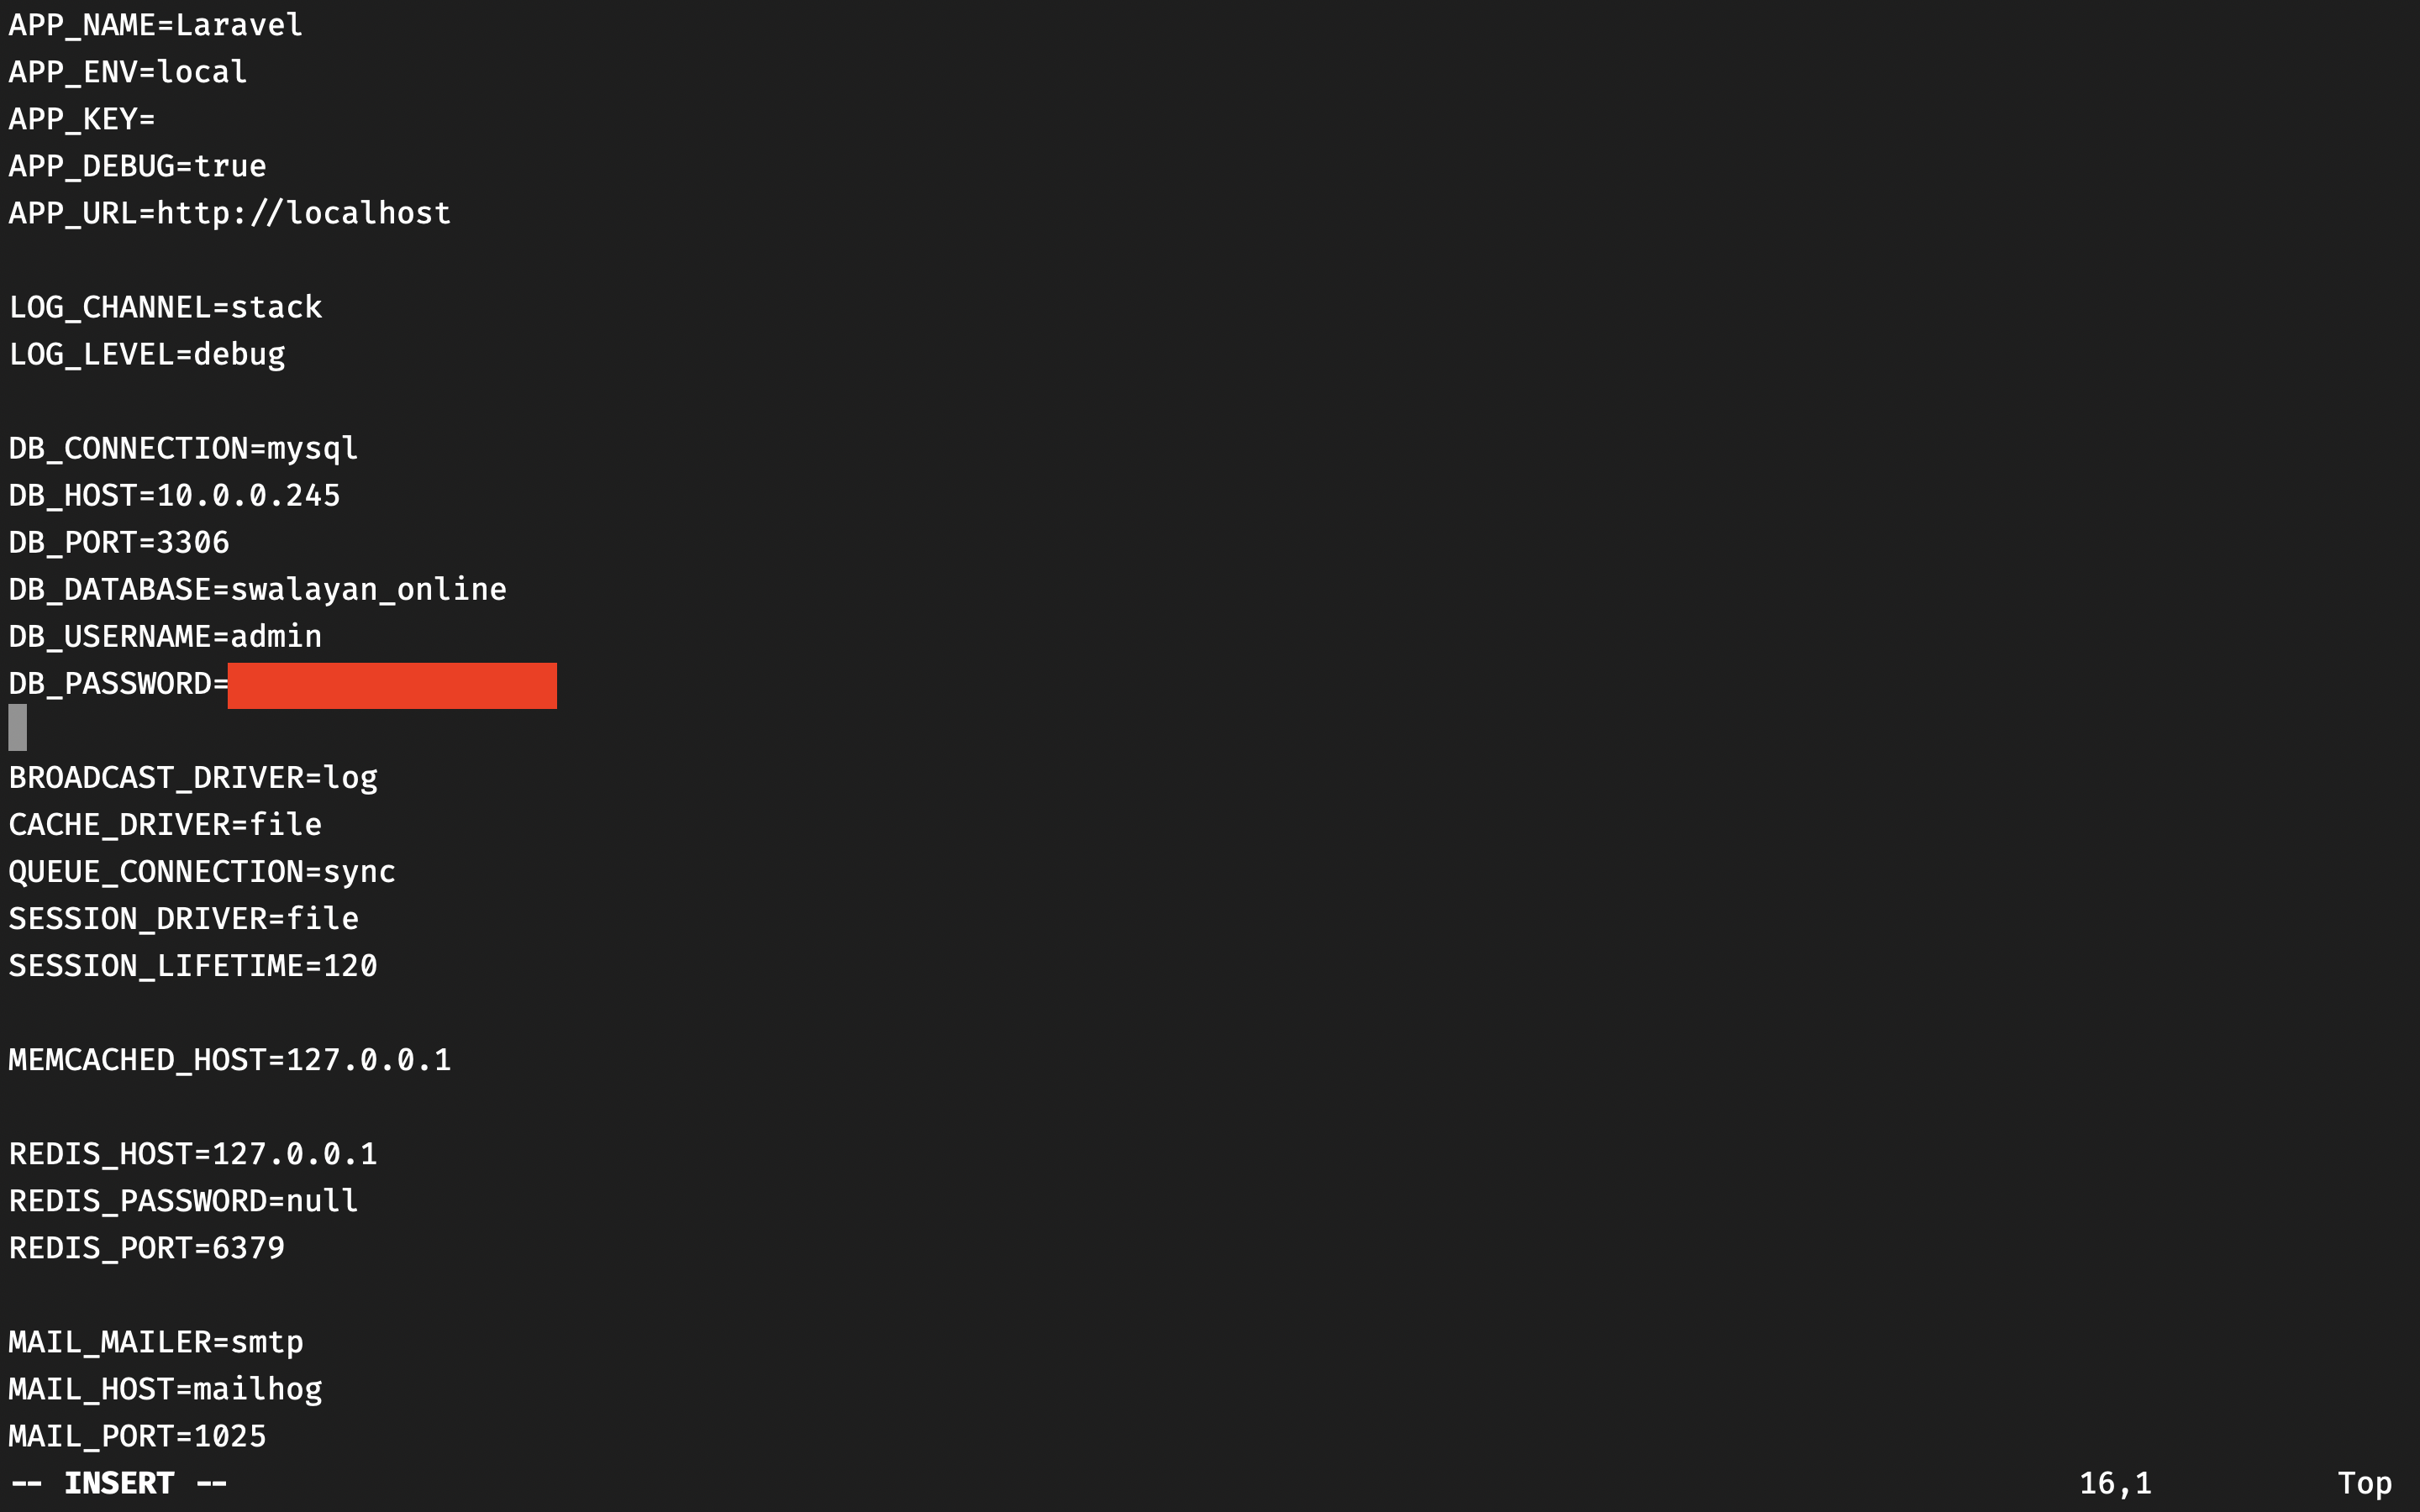 APP_NAME=Laravel
APP_ENV=local
APP_KEY=
APP_DEBUG=true
APP_URL=http://localhost
LOG_CHANNEL=stack
LOG_LEVEL=debug
DB_CONNECTION=mysql
DB_HOST=10.0.0.245
DB_PORT=3306
DB_DATABASE=swalayan_online
DB_USERNAME=admin
DB_PASSWORD=
BROADCAST_DRIVER=log
CACHE_DRIVER=file
QUEUE_CONNECTION=sync
SESSION_DRIVER=file
SESSION_LIFETIME=120
MEMCACHED_HOST=127.0.0.1
REDIS_HOST=127.0.0.1
REDIS_PASSWORD=null
REDIS_PORT=6379
MAIL_MAILER=smtp
MAIL_HOST=mailhog
MAIL_PORT=1025
-- INSERT -- 16,1 Top